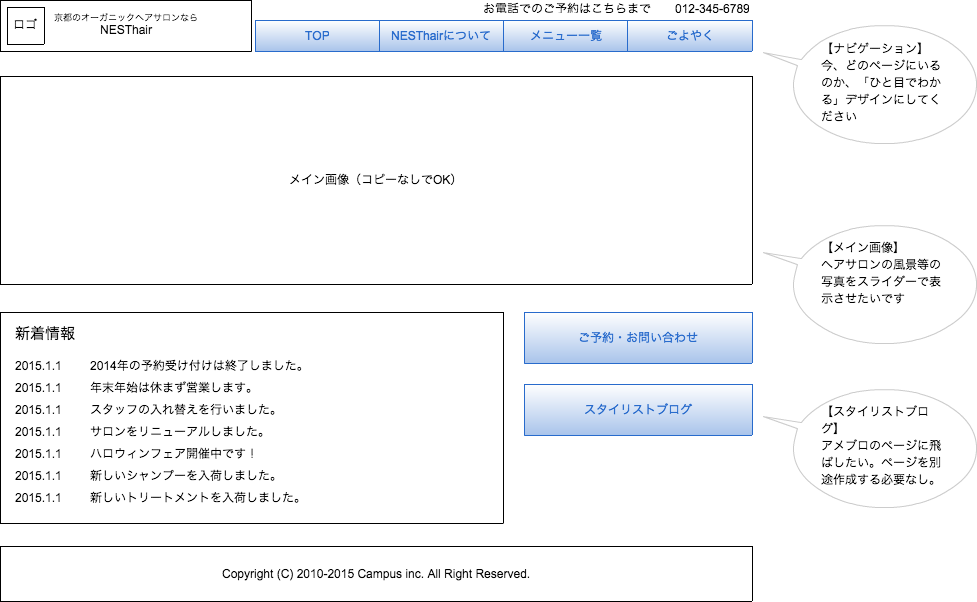 お電話でのご予約はこちらまで 012-345-6789
ロゴ
京都のオーガニックヘアサロンなら
NESThair
TOP NESThairについて メニュー一覧 ごよやく
【ナビゲーション】
今、どのページにいる
のか、「ひと目でわか
る」デザインにしてく
ださい
メイン画像（コピーなしでOK）
【メイン画像】
ヘアサロンの風景等の
写真をスライダーで表
示させたいです
新着情報
2015.1.1 2014年の予約受け付けは終了しました。
2015.1.1 年末年始は休まず営業します。
2015.1.1 スタッフの入れ替えを行いました。
2015.1.1 サロンをリニューアルしました。
2015.1.1 ハロウィンフェア開催中です！
2015.1.1 新しいシャンプーを入荷しました。
2015.1.1 新しいトリートメントを入荷しました。
ご予約・お問い合わせ
スタイリストブログ
【スタイリストブロ
グ】
アメブロのページに飛
ばしたい。ページを別
途作成する必要なし。
Copyright (C) 2010-2015 Campus inc. All Right Reserved.